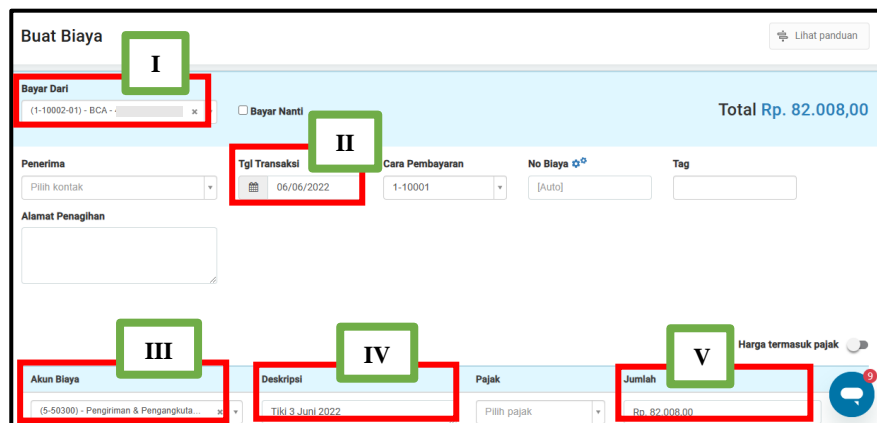 Buat Biaya
Lihat panduan
I
Bayar Dari
(1-10002-01) - BCA -
Bayar Nanti
Total Rp. 82.008,00
II
Penerima
Tgl Transaksi
Cara Pembayaran
No Biaya
Tag
Pilih kontak
06/06/2022
1-10001
[Auto]
Alamat Penagihan
III
IV
V
Harga termasuk pajak
Akun Biaya
Deskripsi
Pajak
Jumlah
9
(5-50300) - Pengiriman & Pengangkuta...
Tiki 3 Juni 2022
Pilih pajak
Rp. 82.008,00